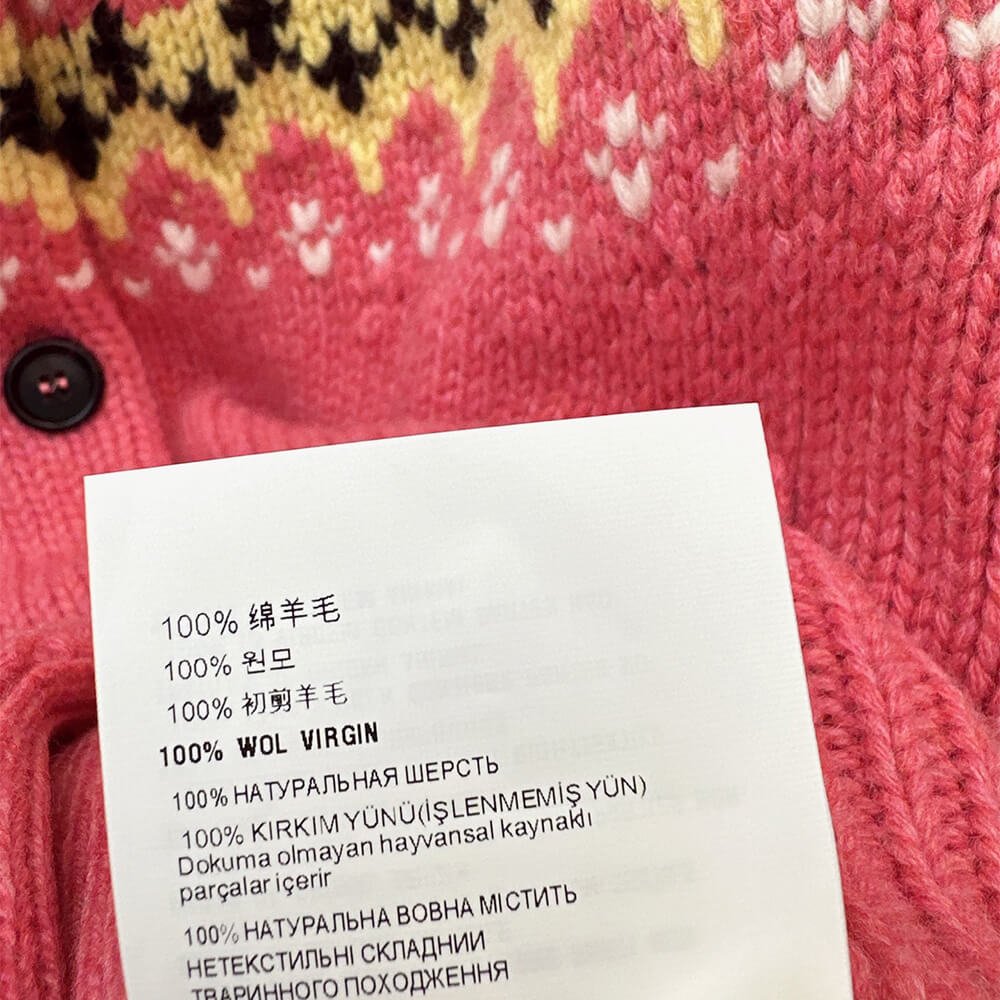 100% 绵羊毛
100% 원모
100% 初剪羊毛
100% WOL VIRGIN
100% НАТУРАЛЬНАЯ ШЕРСТЬ
100% KIRKIM YÜNÜ(İŞLENMEMİŞ YÜN)
Dokuma olmayan hayvansal kaynaklı
parçalar içerir
100% НАТУРАЛЬНА ВОВНА МІСТИТЬ
НЕТЕКСТИЛЬНІ СКЛАДНИИ
ТВАРИННОГО ПОХОДЖЕННЯ